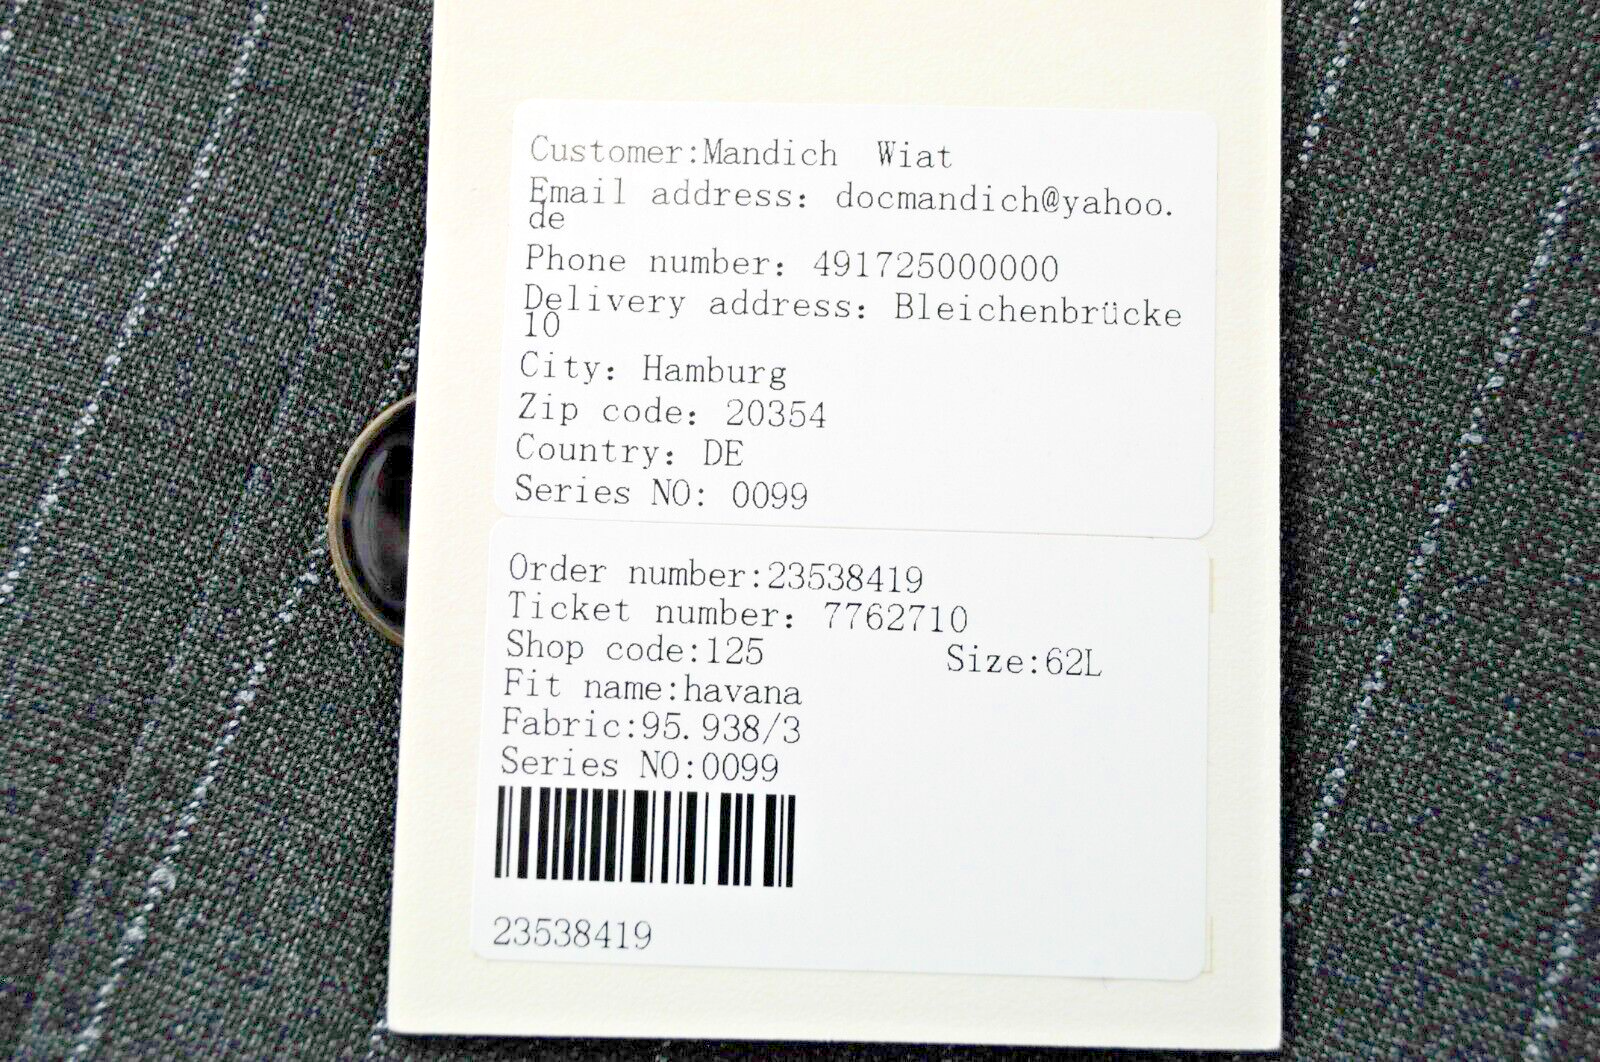 Customer:Mandich Wiat
Email address: docmandich@yahoo.
de
Phone number: 491725000000
Delivery address: Bleichenbrücke
10
City: Hamburg
Zip code: 20354
Country: DE
Series NO: 0099
Order number:23538419
Ticket number: 7762710
Shop code:125 Size:62L
Fit name:havana
Fabric:95.938/3
Series NO:0099
23538419